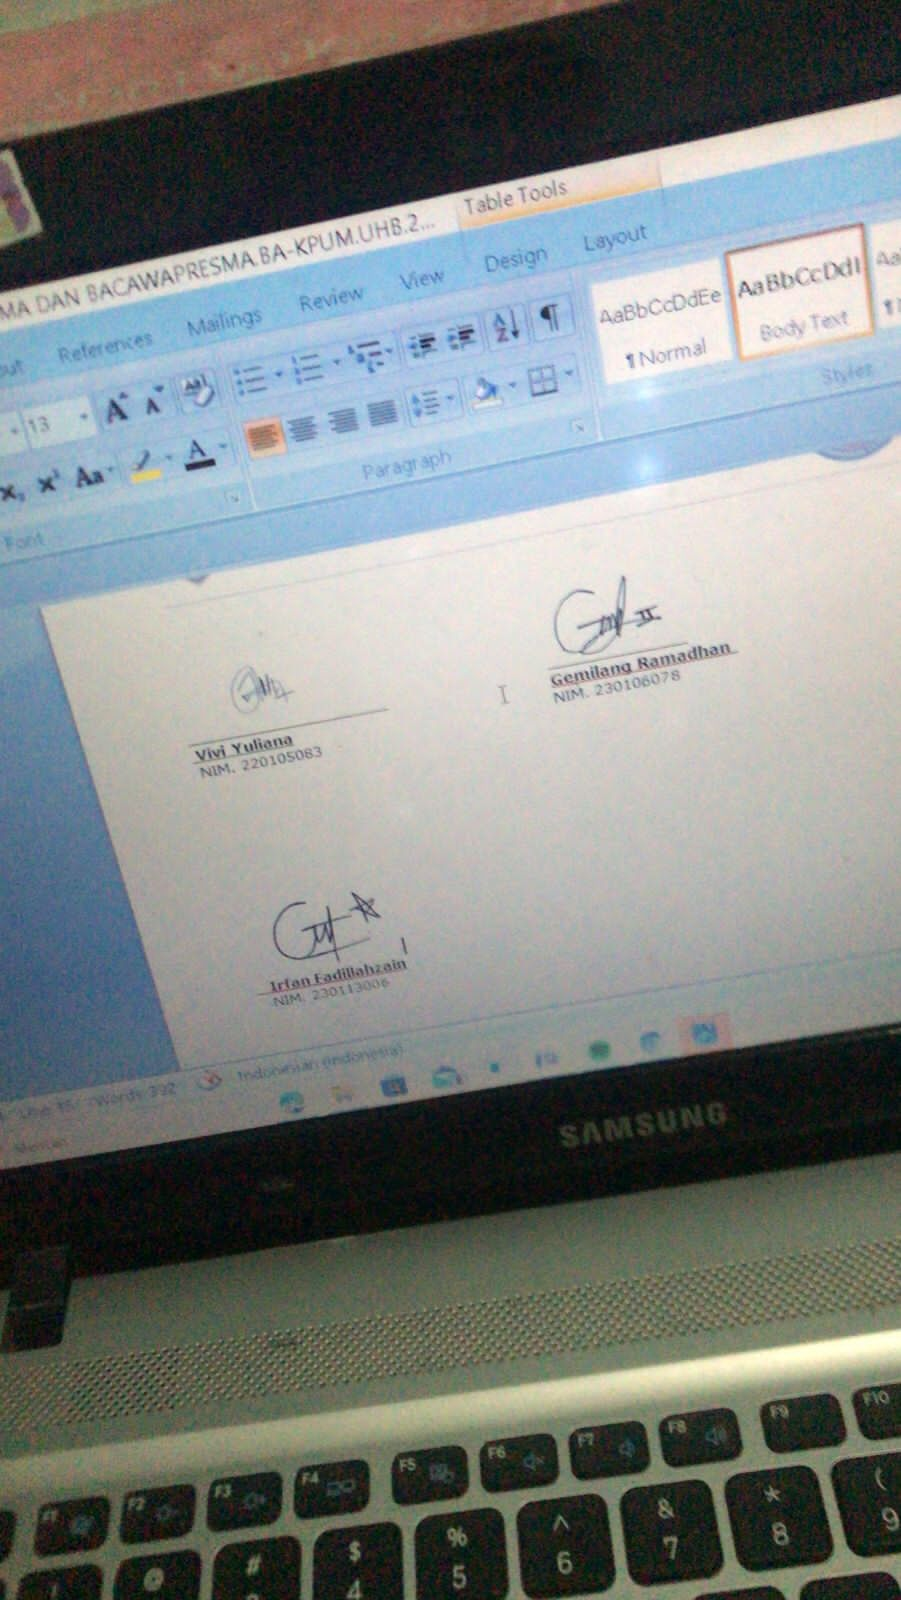 MA DAN BACAWAPRESMA.BA-KPUM.UHB.2...
Table Tools
References Mailings Review View Design Layout
13
AaBbCcDdEe AaBbCcDdI
¶ Normal Body Text
Font Paragraph Styles
Gemilang Ramadhan
NIM. 230106078
Vivi Yuliana
NIM. 220105083
Irfan Fadillahzain
NIM. 230113006
Words: 392 Indonesian (Indonesia)
SAMSUNG
F1 F2 F3 F4 F5 F6 F7 F8 F9 F10
# $ % ^ & * (
4 5 6 7 8 9